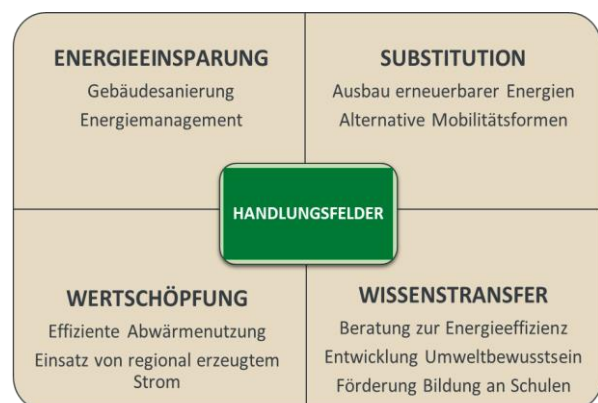 ENERGIEEINSPARUNG
Gebäudesanierung
Energiemanagement
SUBSTITUTION
Ausbau erneuerbarer Energien
Alternative Mobilitätsformen
HANDLUNGSFELDER
WERTSCHÖPFUNG
Effiziente Abwärmenutzung
Einsatz von regional erzeugtem
Strom
WISSENSTRANSFER
Beratung zur Energieeffizienz
Entwicklung Umweltbewusstsein
Förderung Bildung an Schulen